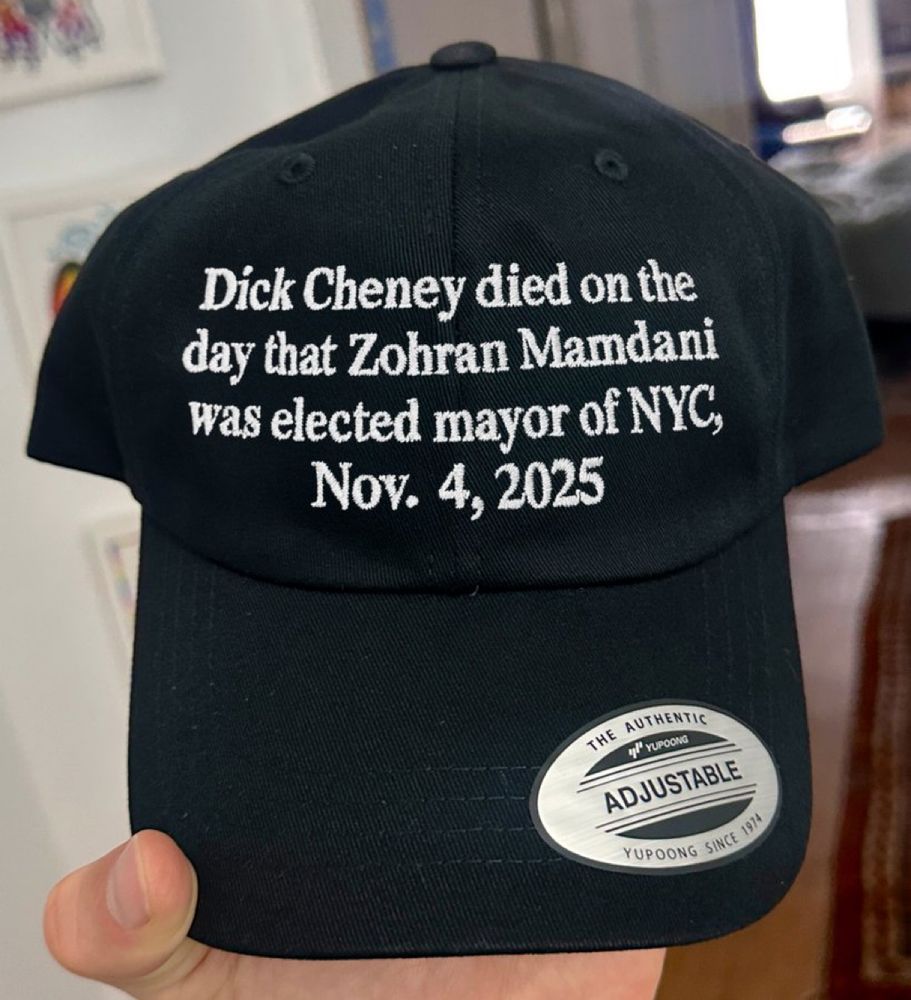 Dick Cheney died on the
day that Zohran Mamdani
was elected mayor of NYC,
Nov. 4, 2025
THE AUTHENTIC
YUPOONG
ADJUSTABLE
YUPOONG SINCE 1974